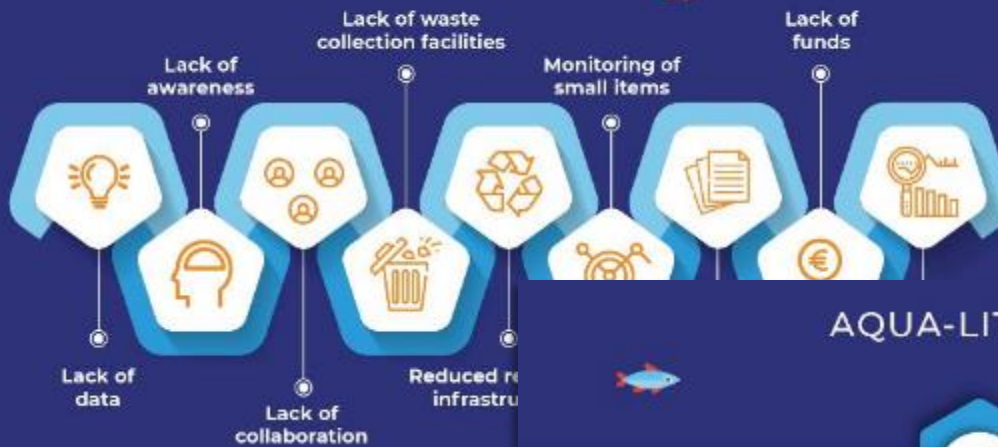 Lack of waste
collection facilities
Lack of
funds
Lack of
awareness
Monitoring of
small items
€
Lack of
data
Lack of
collaboration
Reduced